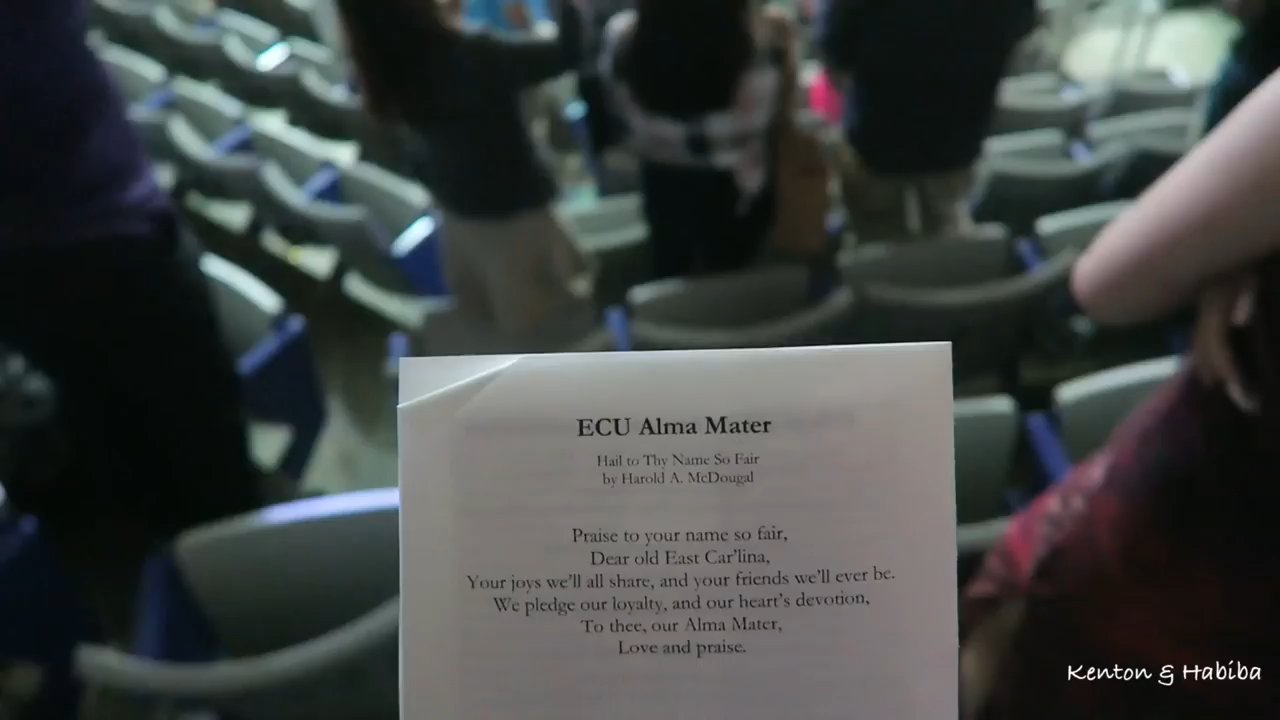 ECU Alma Mater
Hail to Thy Name So Fair
by Harold A. McDougal
Praise to your name so fair,
Dear old East Car'lina,
Your joys we'll all share, and your friends we'll ever be.
We pledge our loyalty, and our heart's devotion,
To thee, our Alma Mater,
Love and praise.
Kenton & Habiba